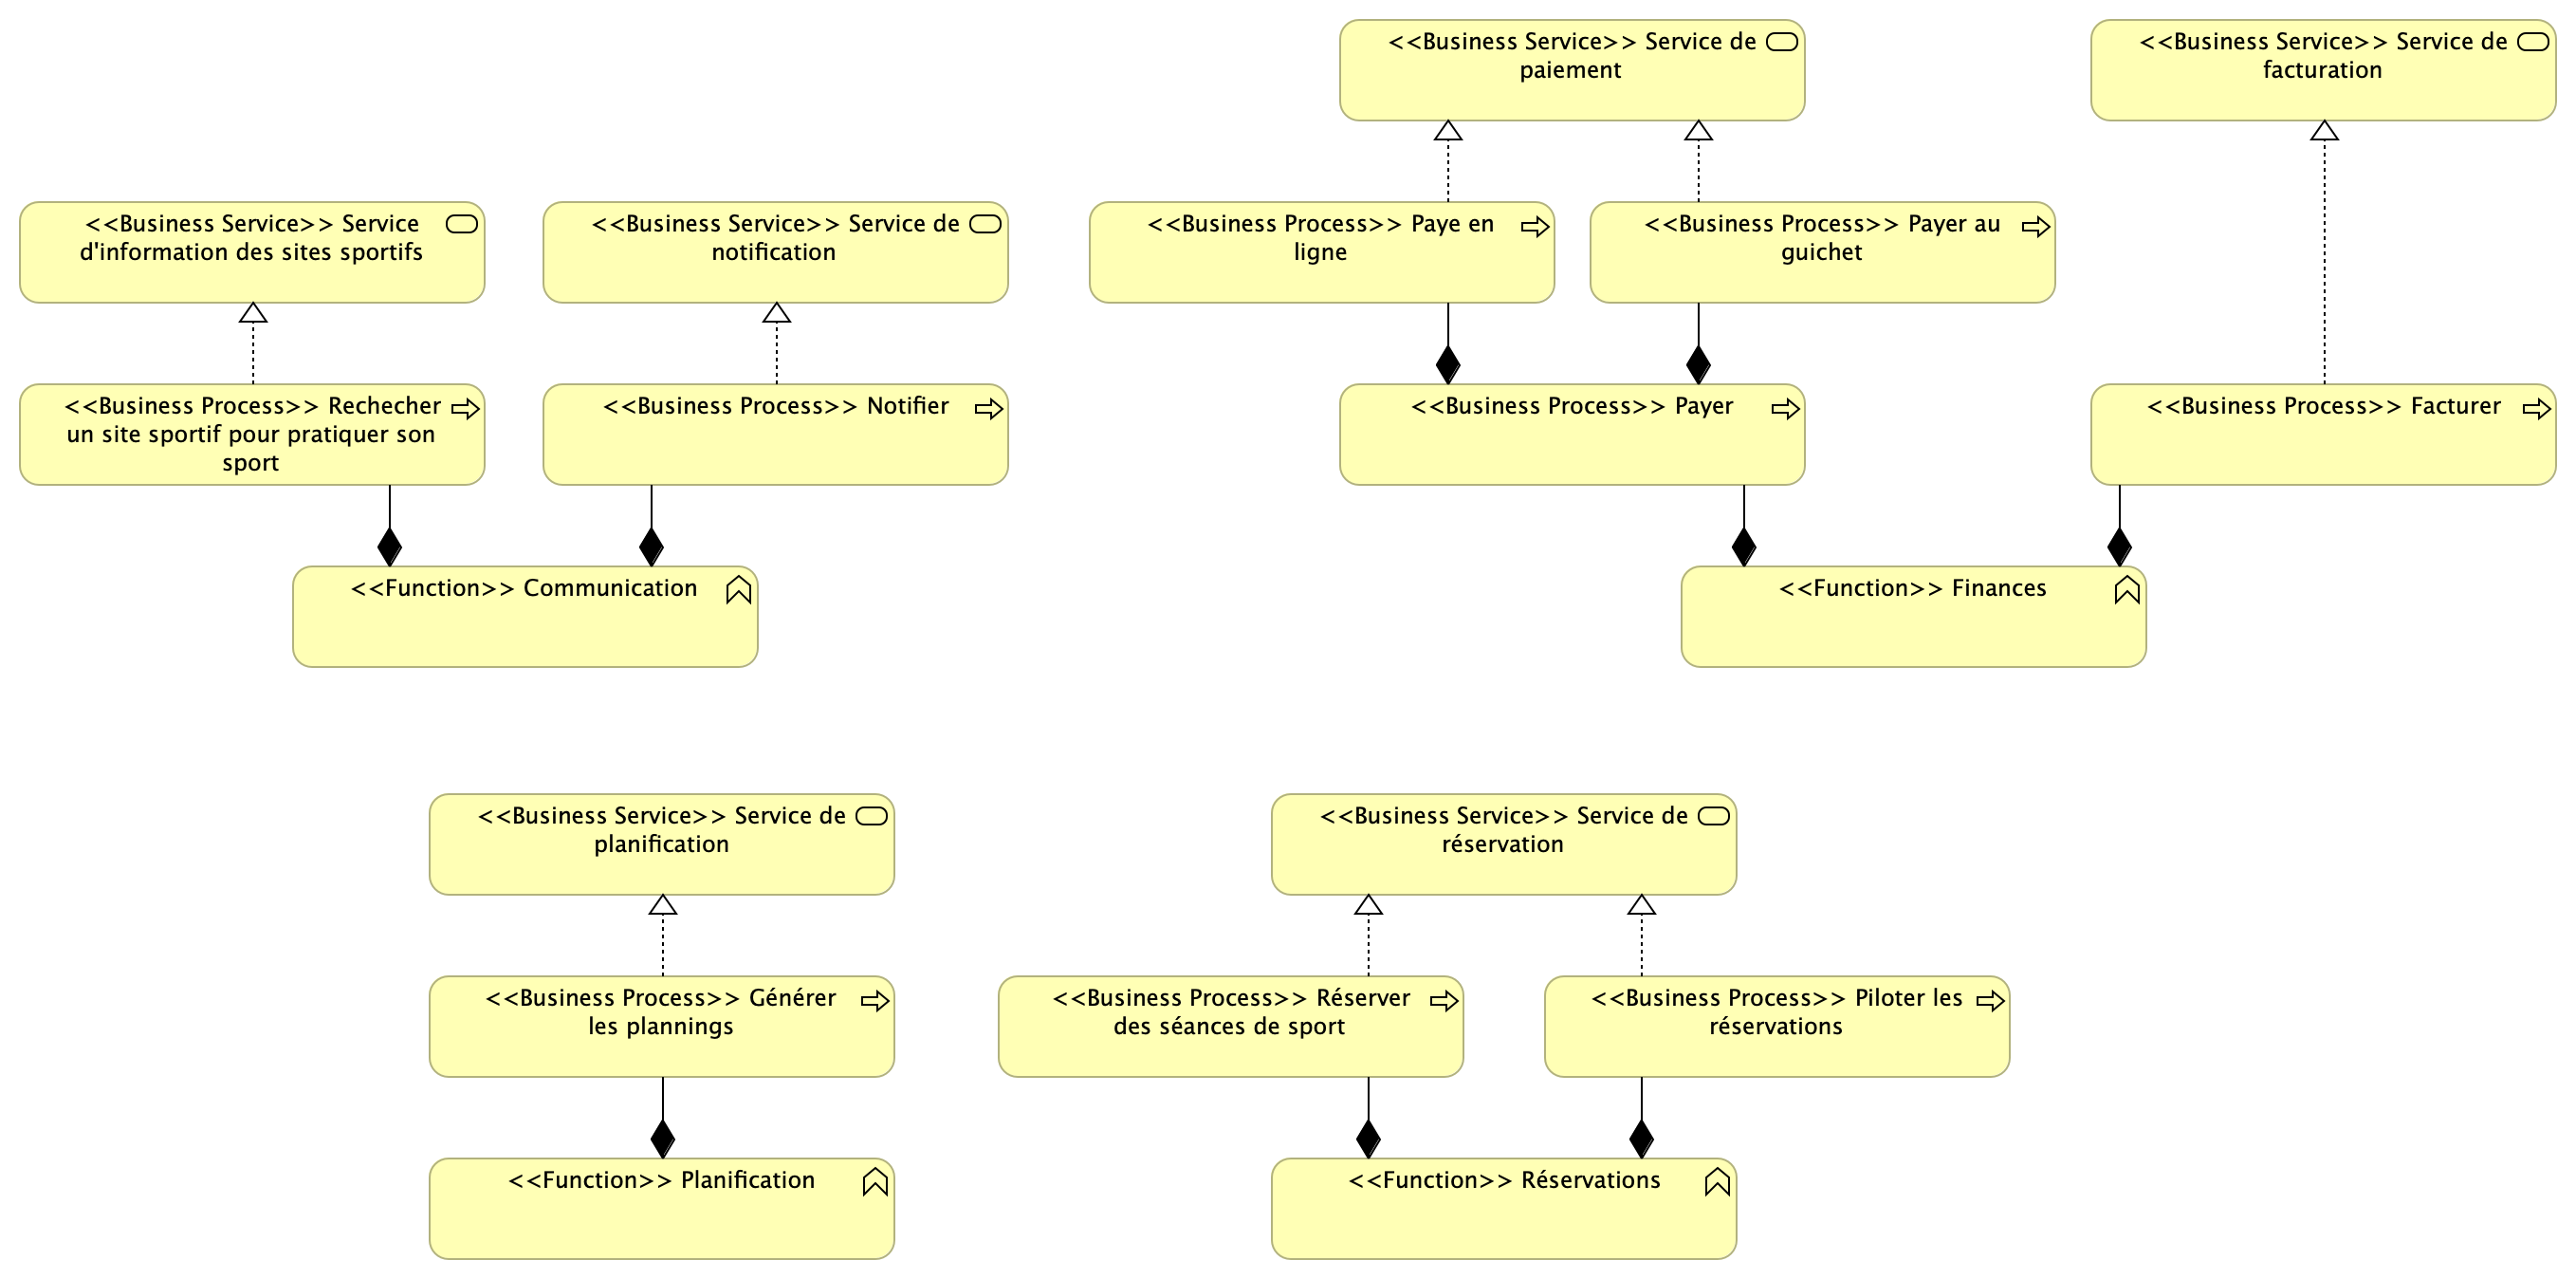 <<Business Service>> Service de
paiement
<<Business Service>> Service de
facturation
<<Business Service>> Service
d'information des sites sportifs
<<Business Service>> Service de
notification
<<Business Process>> Paye en
ligne
<<Business Process>> Payer au
guichet
<<Business Process>> Rechecher
un site sportif pour pratiquer son
sport
<<Business Process>> Notifier
<<Business Process>> Payer
<<Business Process>> Facturer
<<Function>> Communication
<<Function>> Finances
<<Business Service>> Service de
planification
<<Business Service>> Service de
réservation
<<Business Process>> Générer
les plannings
<<Business Process>> Réserver
des séances de sport
<<Business Process>> Piloter les
réservations
<<Function>> Planification
<<Function>> Réservations